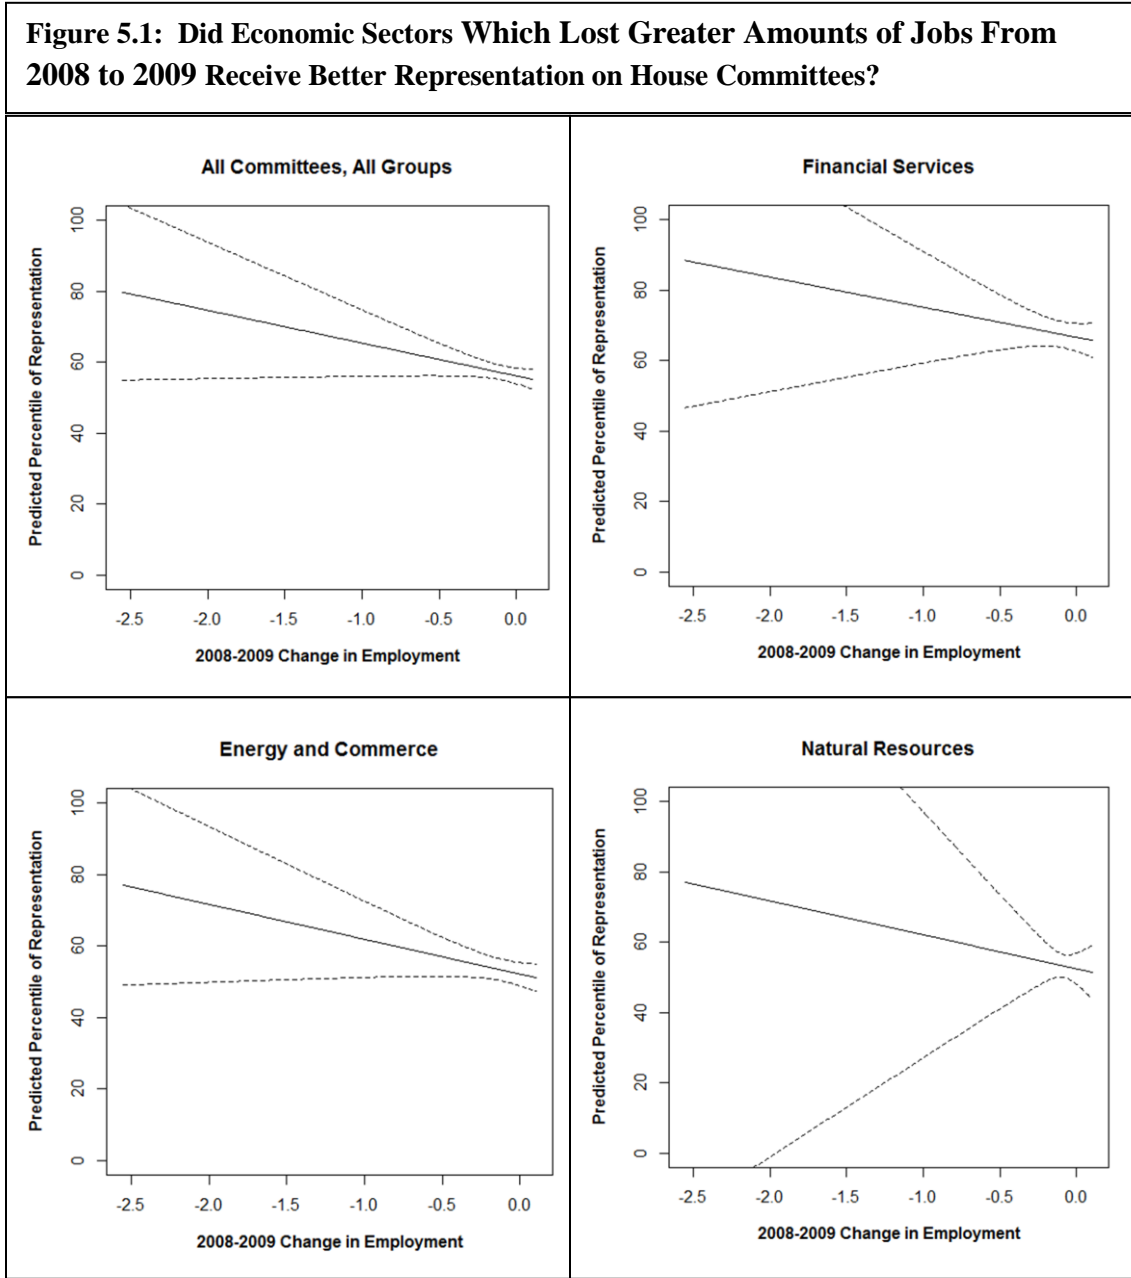 Figure 5.1: Did Economic Sectors Which Lost Greater Amounts of Jobs From
2008 to 2009 Receive Better Representation on House Committees?
All Committees, All Groups
Predicted Percentile of Representation
100
80
60
40
20
0
-2.5 -2.0 -1.5 -1.0 -0.5 0.0
2008-2009 Change in Employment
Financial Services
Predicted Percentile of Representation
100
80
60
40
20
0
-2.5 -2.0 -1.5 -1.0 -0.5 0.0
2008-2009 Change in Employment
Energy and Commerce
Predicted Percentile of Representation
100
80
60
40
20
0
-2.5 -2.0 -1.5 -1.0 -0.5 0.0
2008-2009 Change in Employment
Natural Resources
Predicted Percentile of Representation
100
80
60
40
20
0
-2.5 -2.0 -1.5 -1.0 -0.5 0.0
2008-2009 Change in Employment